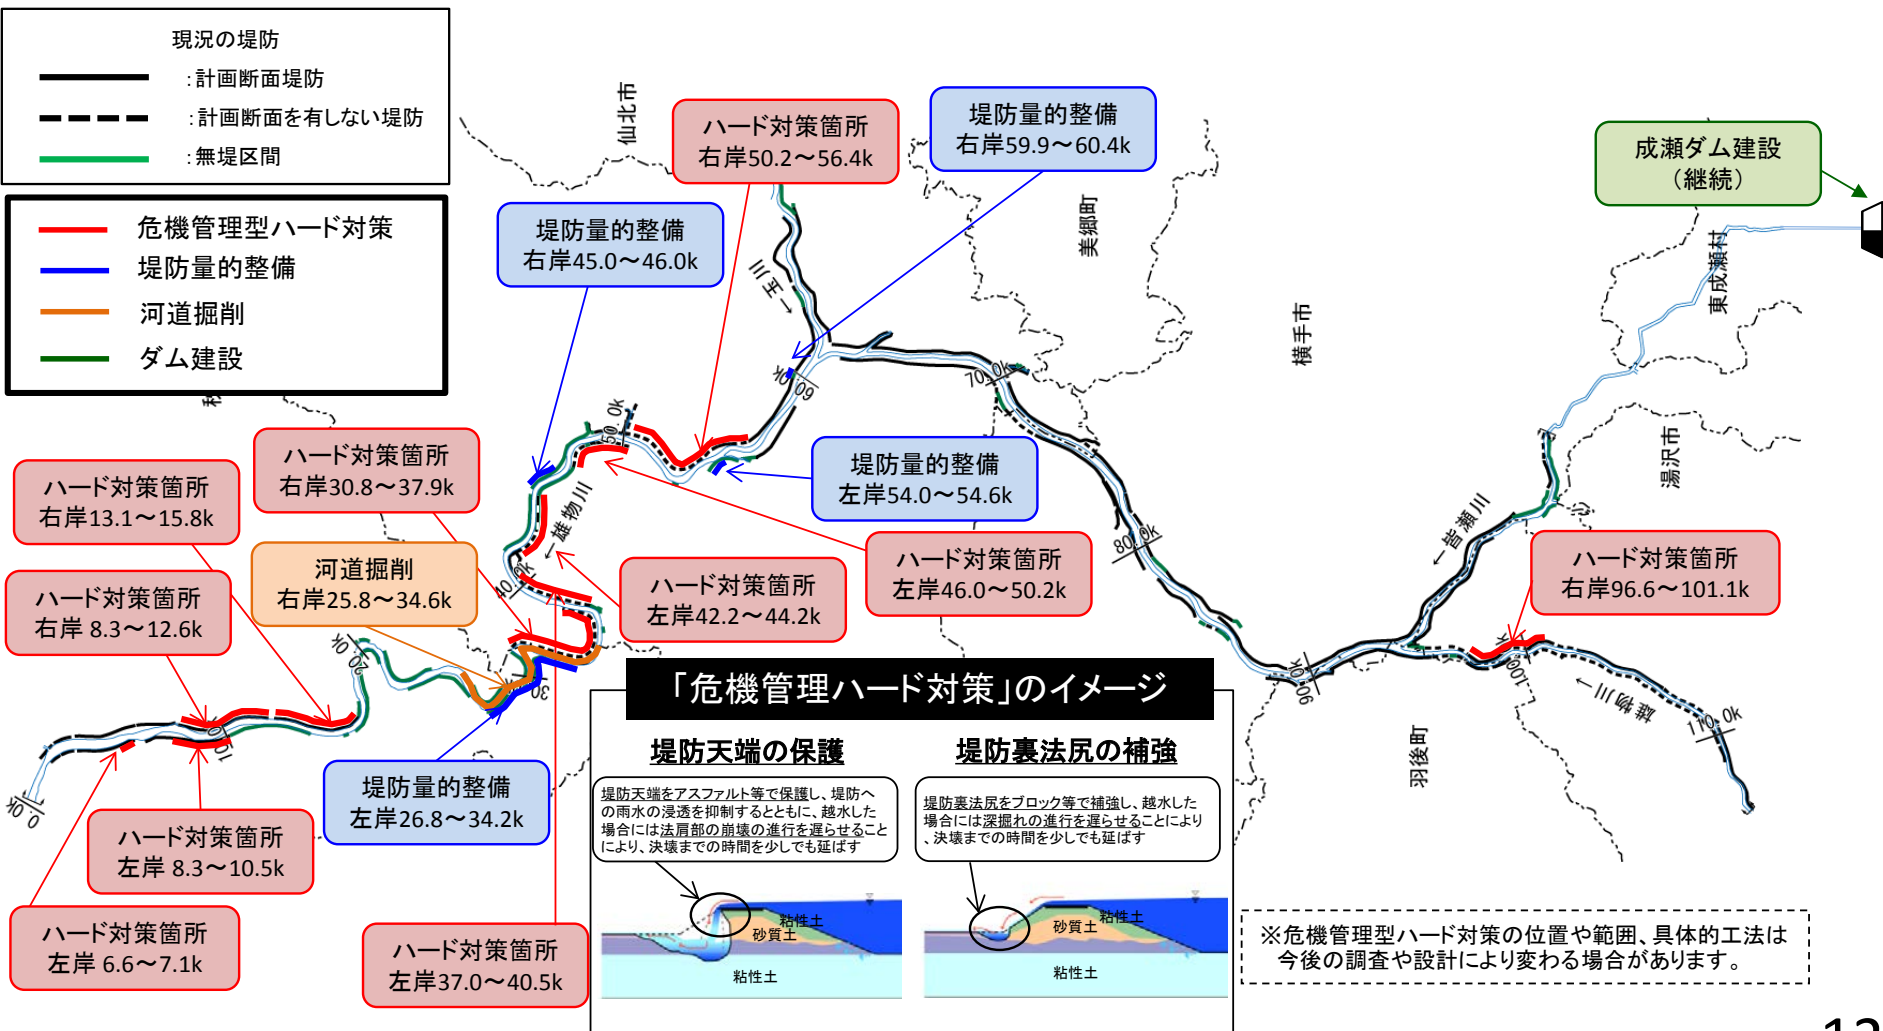 現況の堤防
:計画断面堤防
:計画断面を有しない堤防
:無堤区間
危機管理型ハード対策
堤防量的整備
河道掘削
ダム建設
仙北市
ハード対策箇所
右岸50.2～56.4k
堤防量的整備
右岸59.9～60.4k
成瀬ダム建設
（継続）
堤防量的整備
右岸45.0～46.0k
美郷町
東成瀬村
←玉川
横手市
湯沢市
60.0k
70.0k
50.0k
ハード対策箇所
右岸30.8～37.9k
ハード対策箇所
右岸13.1～15.8k
堤防量的整備
左岸54.0～54.6k
←雄物川
80.0k
←皆瀬川
河道掘削
右岸25.8～34.6k
ハード対策箇所
右岸 8.3～12.6k
40.0k
ハード対策箇所
左岸42.2～44.2k
ハード対策箇所
左岸46.0～50.2k
ハード対策箇所
右岸96.6～101.1k
20.0k
30
90.0k
100
←雄物川
110.0k
10.0
0.0k
羽後町
堤防量的整備
左岸26.8～34.2k
ハード対策箇所
左岸 8.3～10.5k
ハード対策箇所
左岸 6.6～7.1k
ハード対策箇所
左岸37.0～40.5k
「危機管理ハード対策」のイメージ
堤防天端の保護
堤防天端をアスファルト等で保護し、堤防へ
の雨水の浸透を抑制するとともに、越水した
場合には法肩部の崩壊の進行を遅らせること
により、決壊までの時間を少しでも延ばす
粘性土
砂質土
粘性土
堤防裏法尻の補強
堤防裏法尻をブロック等で補強し、越水した
場合には深掘れの進行を遅らせることにより
、決壊までの時間を少しでも延ばす
粘性土
砂質土
粘性土
※危機管理型ハード対策の位置や範囲、具体的工法は
今後の調査や設計により変わる場合があります。